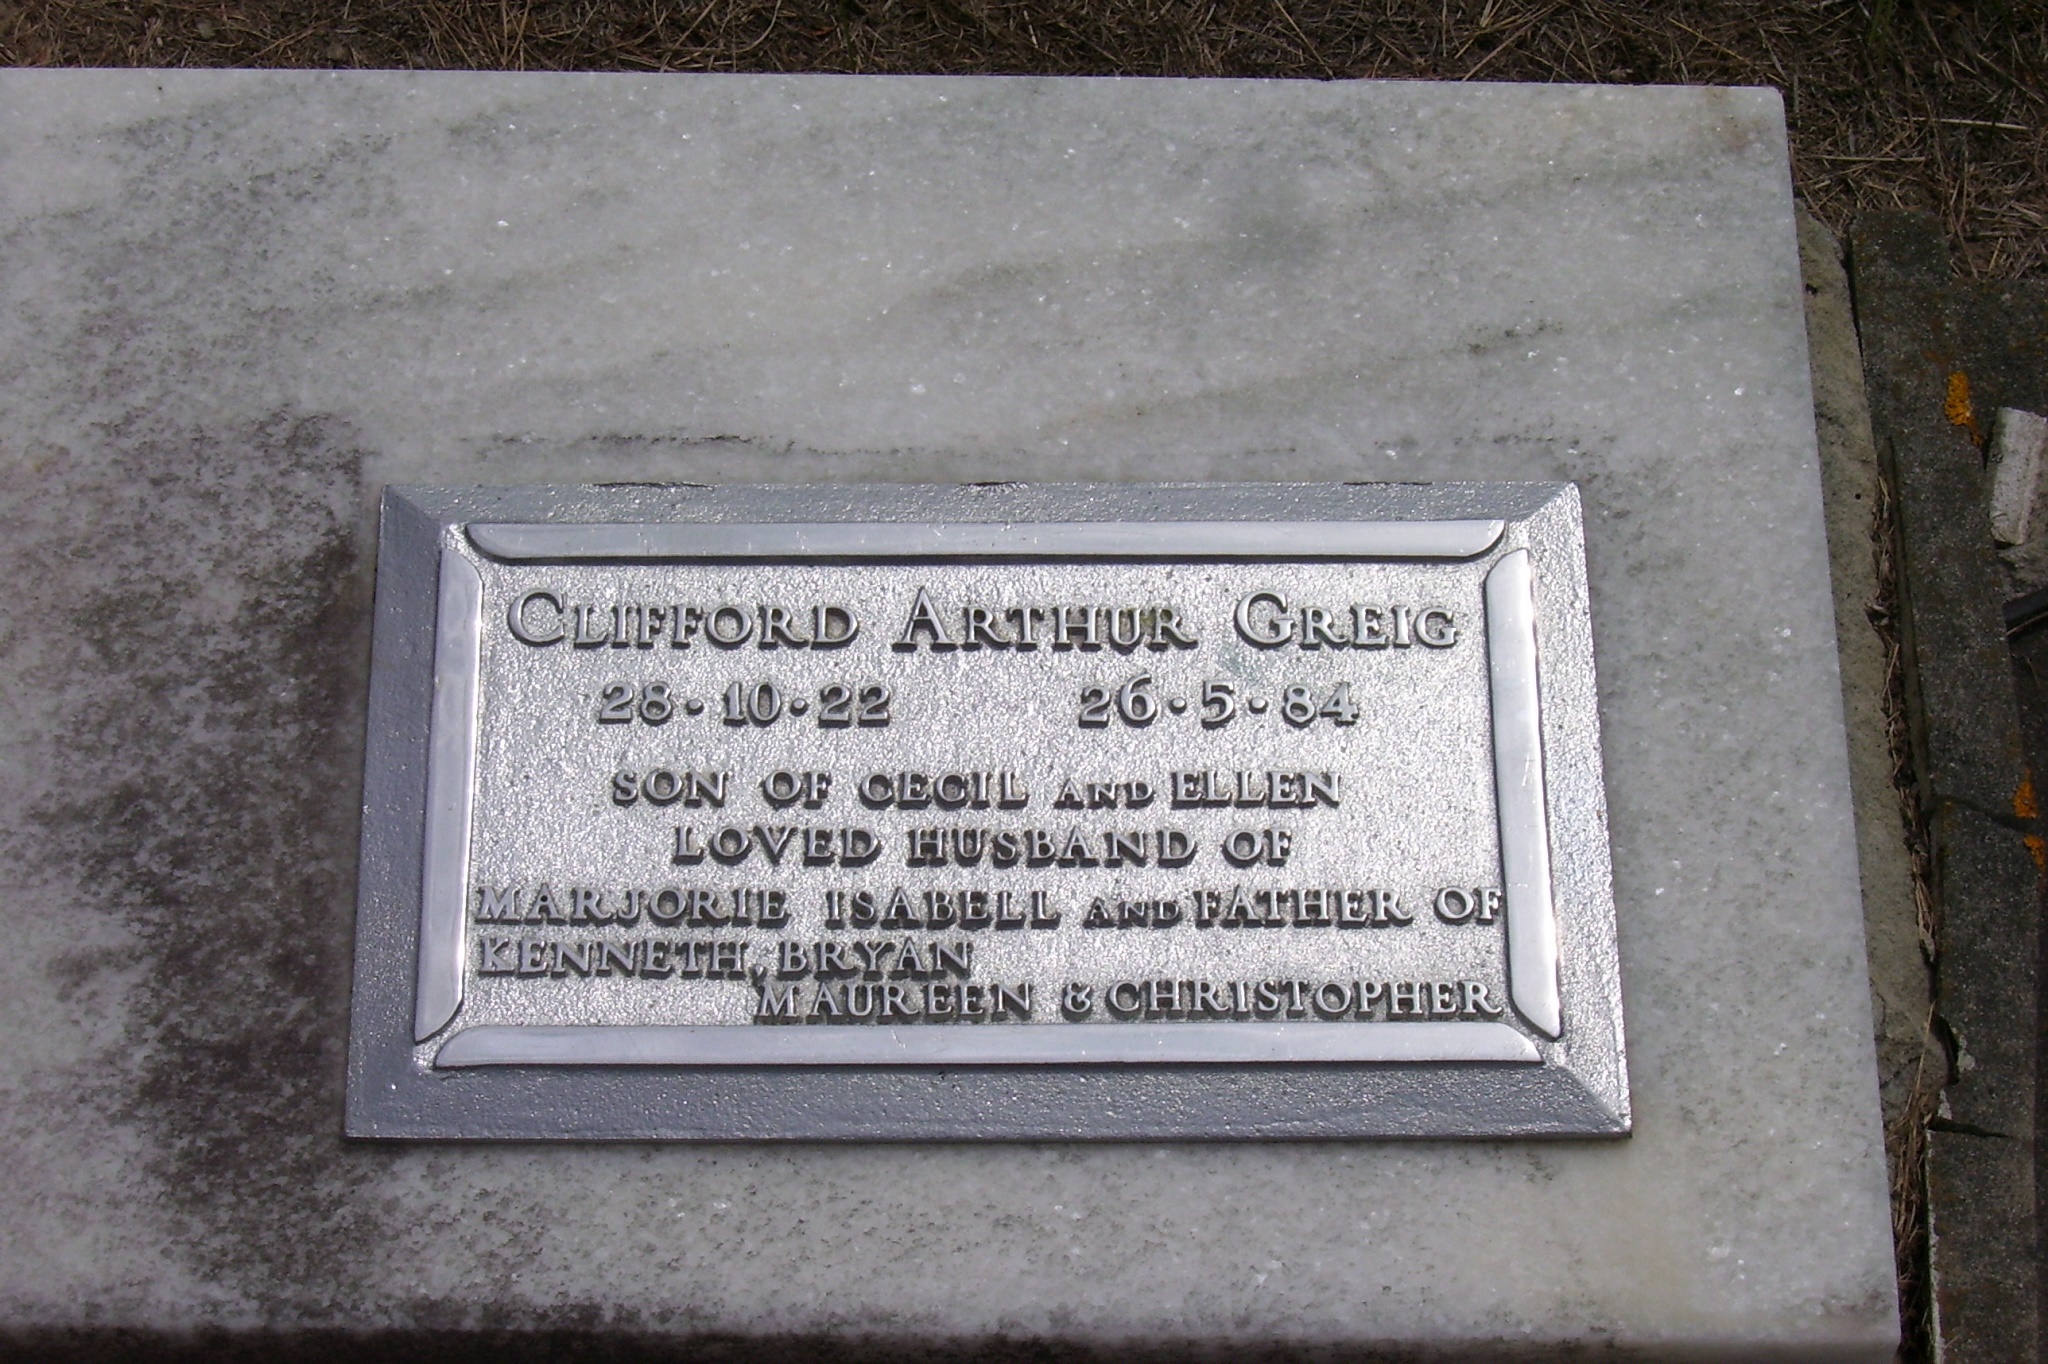 CLIFFORD ARTHUR GREIG
28·10·22 26·5·84
SON OF CECIL AND ELLEN
LOVED HUSBAND OF
MARJORIE ISABELL AND FATHER OF
KENNETH, BRYAN
MAUREEN & CHRISTOPHER